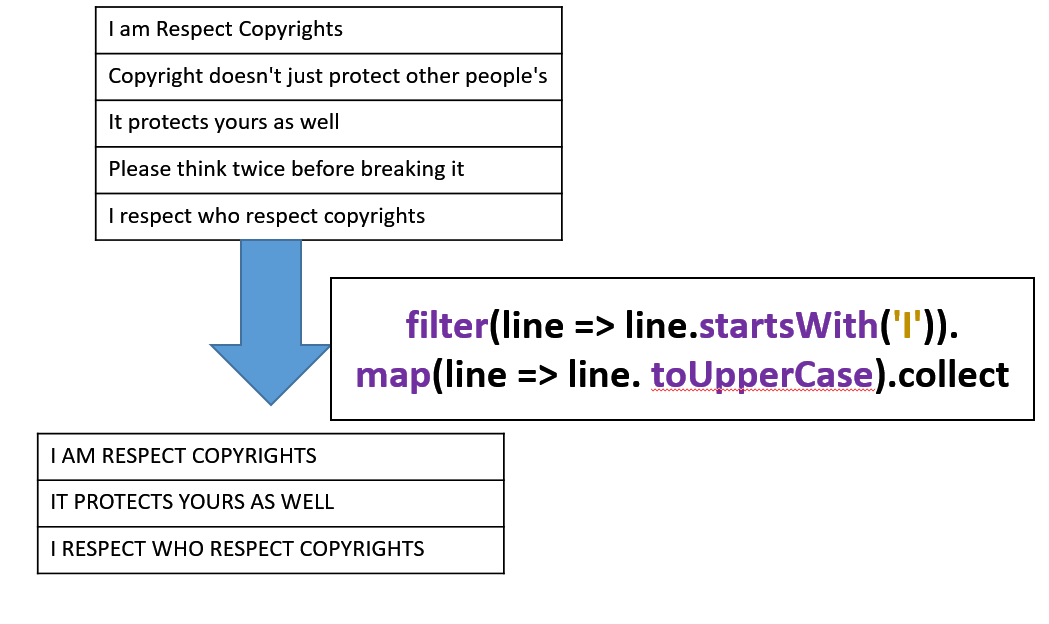 I am Respect Copyrights
Copyright doesn't just protect other people's
It protects yours as well
Please think twice before breaking it
I respect who respect copyrights
filter(line => line.startsWith('I')).
map(line => line. toUpperCase).collect
I AM RESPECT COPYRIGHTS
IT PROTECTS YOURS AS WELL
I RESPECT WHO RESPECT COPYRIGHTS